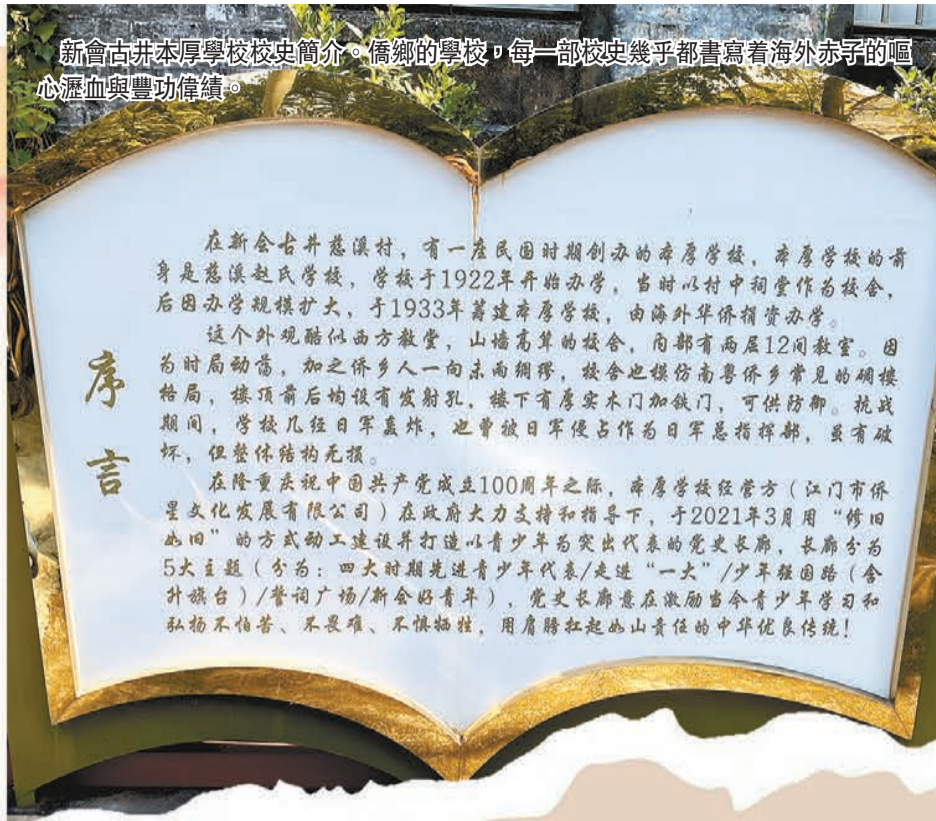 新會古井本厚學校校史簡介。僑鄉的學校，每一部校史幾乎都書寫着海外赤子的嘔
心瀝血與豐功偉績。
序言
在新会古井慈溪村，有一座民国时期创办的本厚学校，本厚学校的前
身是慈溪赵氏学校，学校于1922年开始办学，当时以村中祠堂作为校舍，
后因办学规模扩大，于1933年筹建本厚学校，由海外华侨捐资办学。
这个外观酷似西方教堂，山墙高耸的校舍，内部有两层12间教室。因
为时局动荡，加之侨乡人一向未雨绸缪，校舍也模仿南粤侨乡常见的碉楼
格局，楼顶前后均设有发射孔，楼下有厚实木门加铁门，可供防御。抗战
期间，学校几经日军轰炸，也曾被日军侵占作为日军总指挥部，虽有破
坏，但整体结构无损。
在隆重庆祝中国共产党成立100周年之际，本厚学校经营方（江门市侨
星文化发展有限公司）在政府大力支持和指导下，于2021年3月用“修旧
如旧”的方式动工建设并打造以青少年为突出代表的党史长廊，长廊分为
5大主题（分为：四大时期先进青少年代表/走进“一大”/少年强国路（含
升旗台）/誓词广场/新会好青年），党史长廊意在激励当今青少年学习和
弘扬不怕苦、不畏难、不惧牺牲，用肩膀扛起如山责任的中华优良传统！